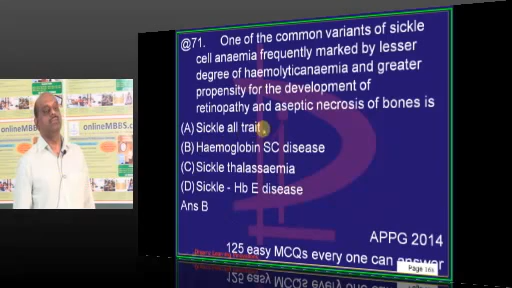 @71. One of the common variants of sickle
cell anaemia frequently marked by lesser
degree of haemolyticanaemia and greater
propensity for the development of
retinopathy and aseptic necrosis of bones is
(A) Sickle all trait
(B) Haemoglobin SC disease
(C) Sickle thalassaemia
(D) Sickle - Hb E disease
Ans B
APPG 2014
125 easy MCQs every one can answer
onlineMBBS
onlineMBBS